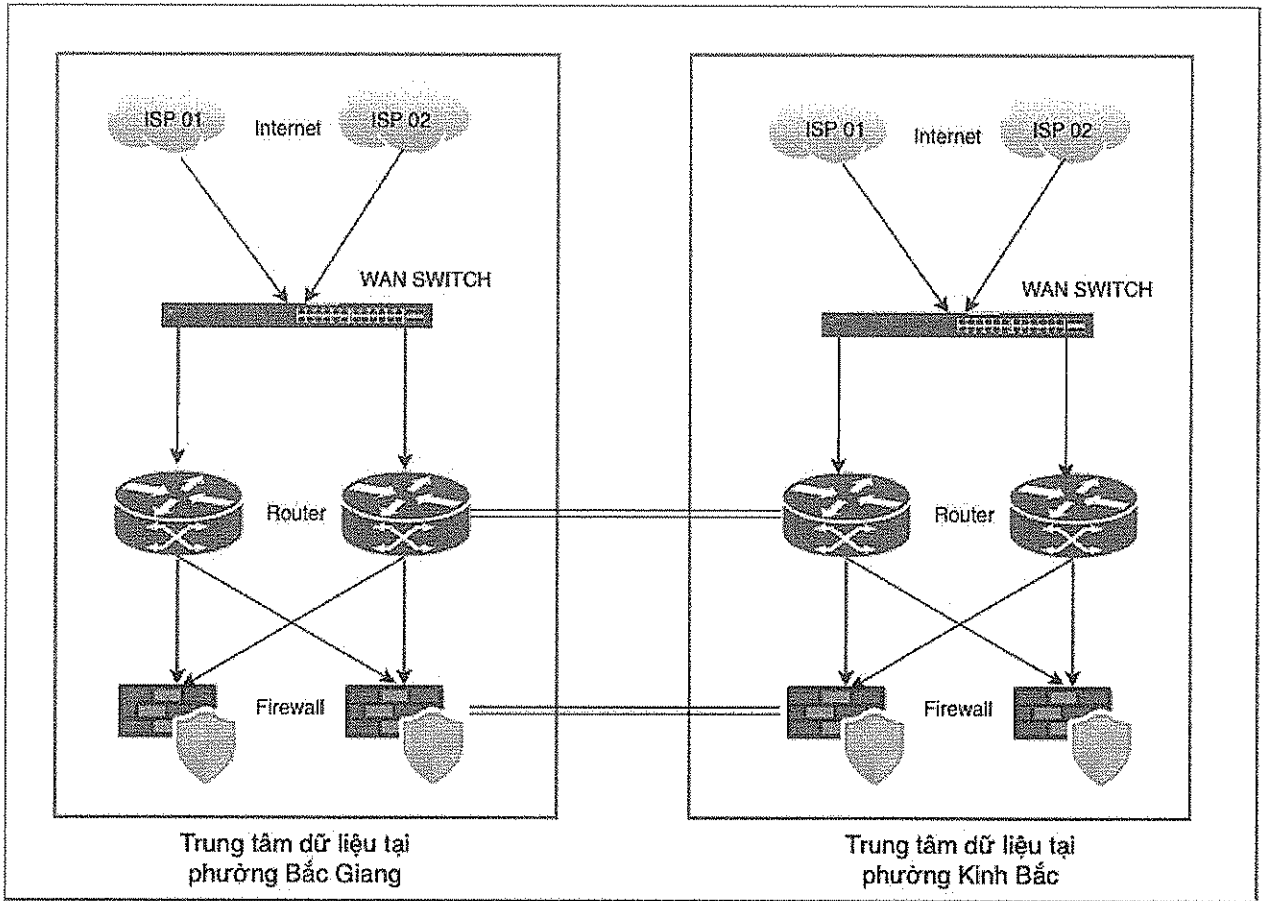 ISP 01
Internet
ISP 02
WAN SWITCH
Router
Firewall
Trung tâm dữ liệu tại
phường Bắc Giang
ISP 01
Internet
ISP 02
WAN SWITCH
Router
Firewall
Trung tâm dữ liệu tại
phường Kinh Bắc